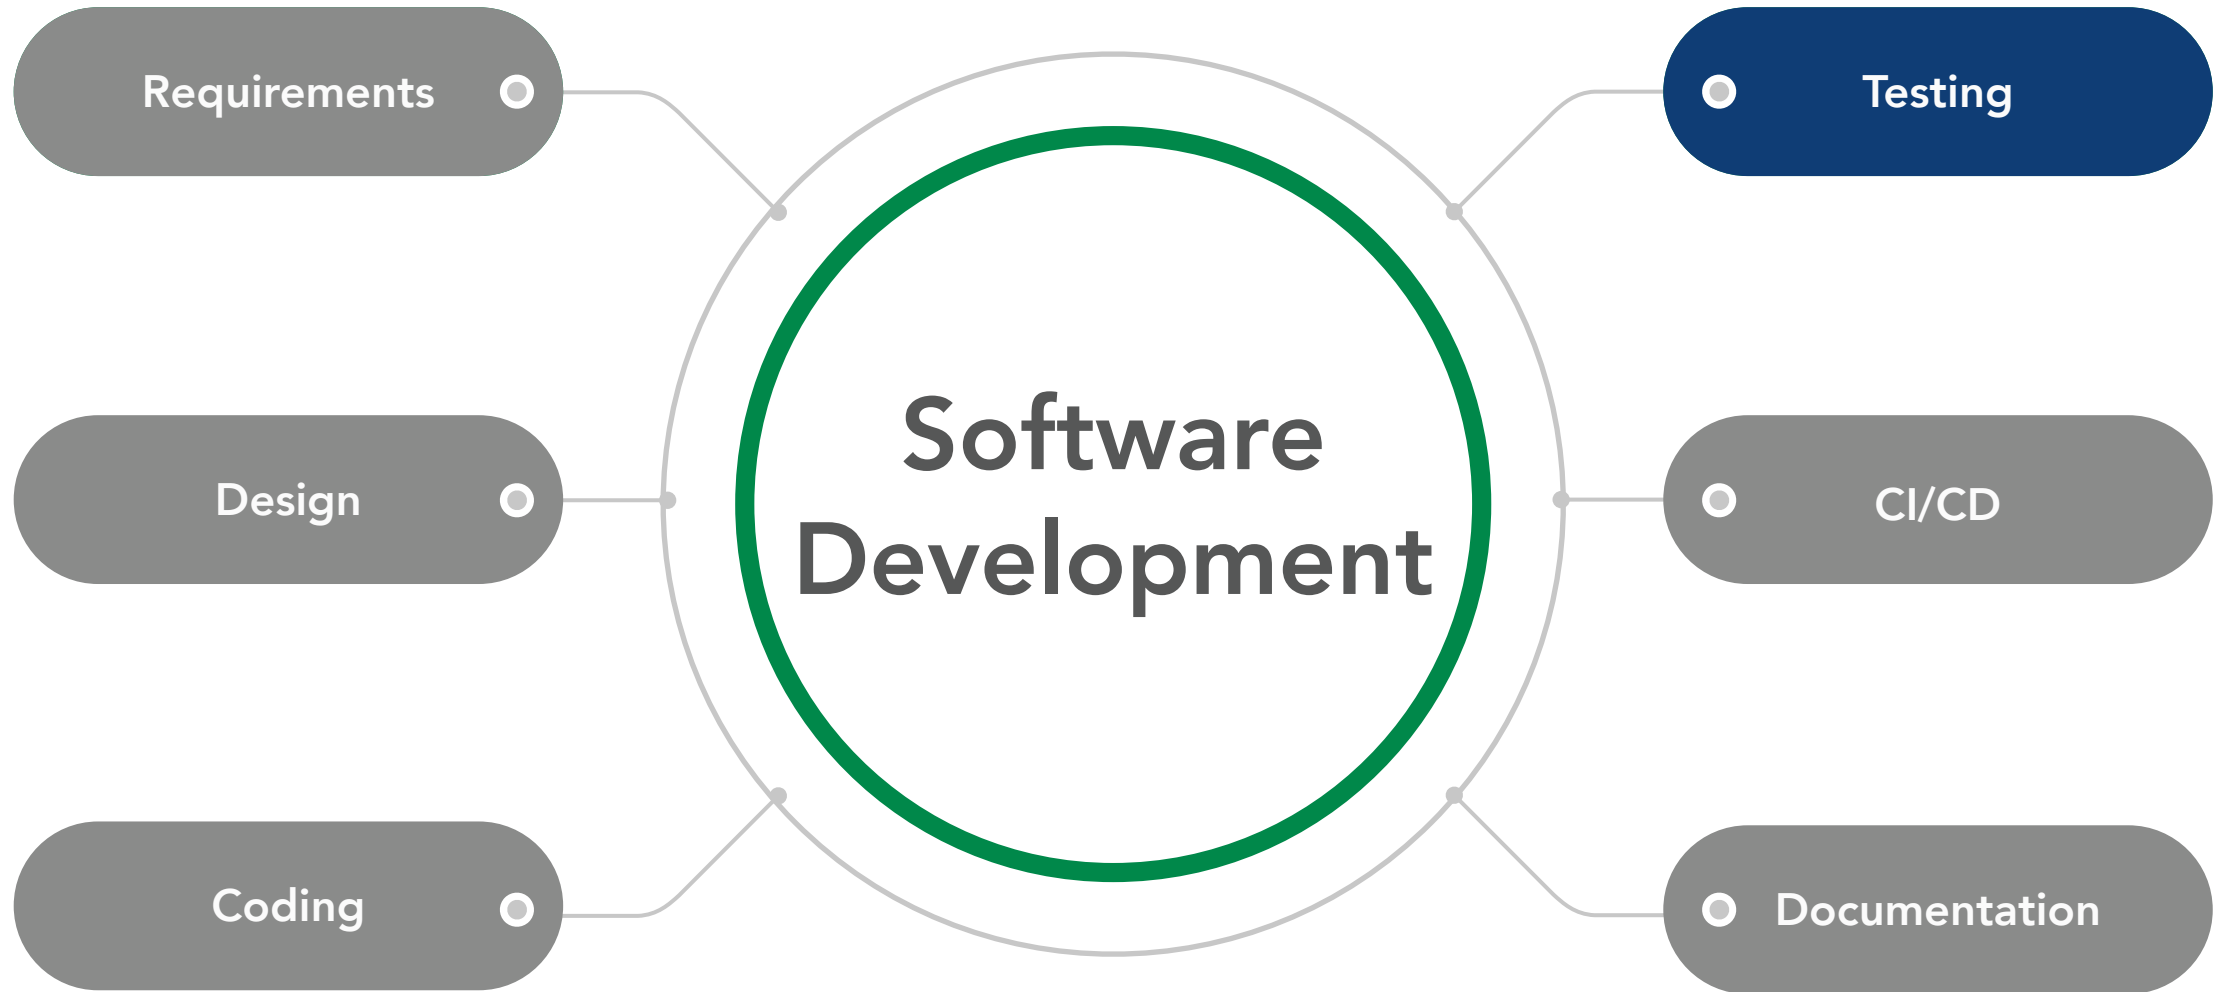 Requirements
Design
Coding
Software
Development
Testing
CI/CD
Documentation